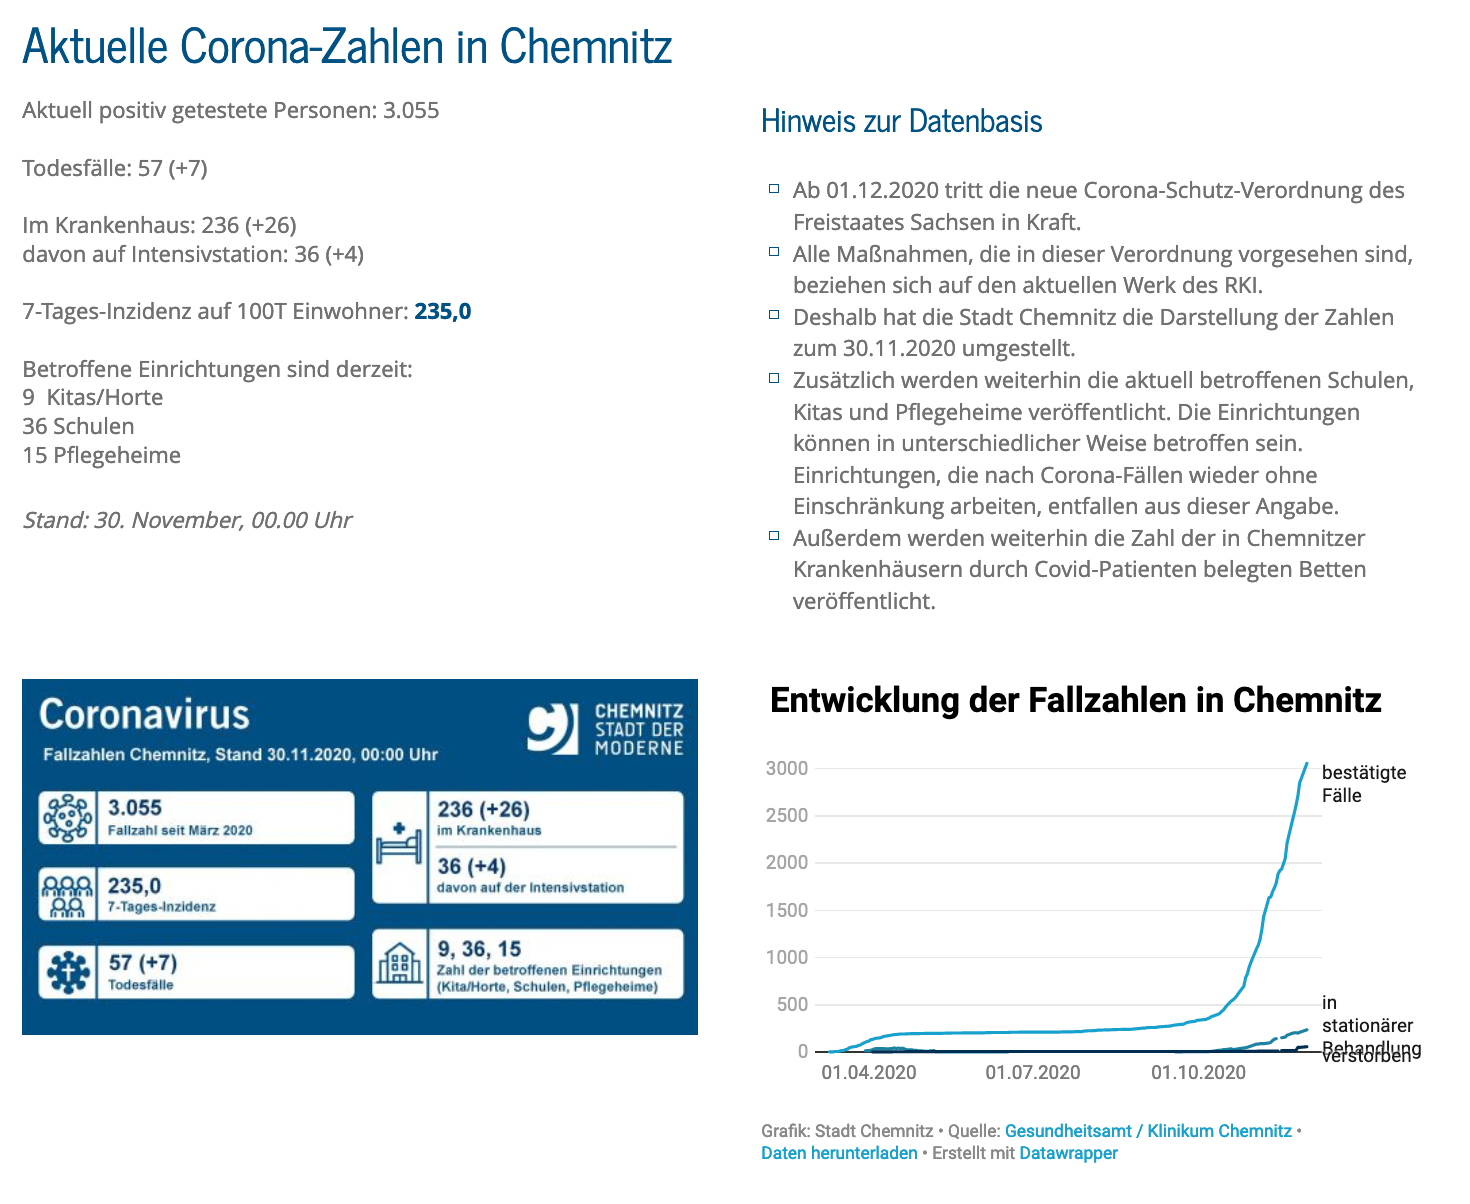 Aktuelle Corona-Zahlen in Chemnitz
Aktuell positiv getestete Personen: 3.055
Todesfälle: 57 (+7)
Im Krankenhaus: 236 (+26)
davon auf Intensivstation: 36 (+4)
7-Tages-Inzidenz auf 100T Einwohner: 235,0
Betroffene Einrichtungen sind derzeit:
9 Kitas/Horte
36 Schulen
15 Pflegeheime
Stand: 30. November, 00.00 Uhr
Hinweis zur Datenbasis
Ab 01.12.2020 tritt die neue Corona-Schutz-Verordnung des
Freistaates Sachsen in Kraft.
Alle Maßnahmen, die in dieser Verordnung vorgesehen sind,
beziehen sich auf den aktuellen Werk des RKI.
Deshalb hat die Stadt Chemnitz die Darstellung der Zahlen
zum 30.11.2020 umgestellt.
Zusätzlich werden weiterhin die aktuell betroffenen Schulen,
Kitas und Pflegeheime veröffentlicht. Die Einrichtungen
können in unterschiedlicher Weise betroffen sein.
Einrichtungen, die nach Corona-Fällen wieder ohne
Einschränkung arbeiten, entfallen aus dieser Angabe.
Außerdem werden weiterhin die Zahl der in Chemnitzer
Krankenhäusern durch Covid-Patienten belegten Betten
veröffentlicht.
Coronavirus
Fallzahlen Chemnitz, Stand 30.11.2020, 00:00 Uhr
CHEMNITZ
STADT DER
MODERNE
3.055
Fallzahl seit März 2020
235,0
7-Tages-Inzidenz
57 (+7)
Todesfälle
236 (+26)
im Krankenhaus
36 (+4)
davon auf der Intensivstation
9, 36, 15
Zahl der betroffenen Einrichtungen
(Kita/Horte, Schulen, Pflegeheime)
Entwicklung der Fallzahlen in Chemnitz
3000
2500
2000
1500
1000
500
0
bestätigte
Fälle
in
stationärer
Behandlung
verstorben
01.04.2020 01.07.2020 01.10.2020
Grafik: Stadt Chemnitz • Quelle: Gesundheitsamt / Klinikum Chemnitz •
Daten herunterladen • Erstellt mit Datawrapper